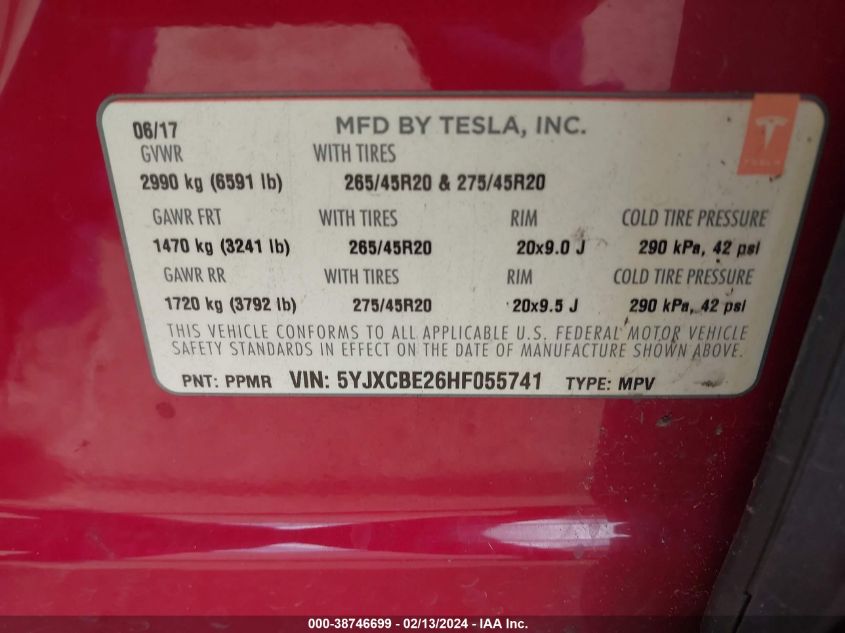 06/17 MFD BY TESLA, INC.
GVWR WITH TIRES
2990 kg (6591 lb) 265/45R20 & 275/45R20
GAWR FRT WITH TIRES RIM COLD TIRE PRESSURE
1470 kg (3241 lb) 265/45R20 20x9.0 J 290 kPa, 42 psi
GAWR RR WITH TIRES RIM COLD TIRE PRESSURE
1720 kg (3792 lb) 275/45R20 20x9.5 J 290 kPa, 42 psi
THIS VEHICLE CONFORMS TO ALL APPLICABLE U.S. FEDERAL MOTOR VEHICLE
SAFETY STANDARDS IN EFFECT ON THE DATE OF MANUFACTURE SHOWN ABOVE.
PNT: PPMR VIN: 5YJXCBE26HF055741 TYPE: MPV
TESLA
000-38746699 - 02/13/2024 - IAA Inc.